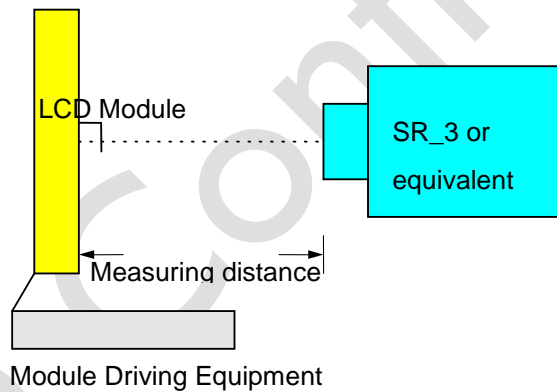 LCD Module
SR_3 or
equivalent
Measuring distance
Module Driving Equipment